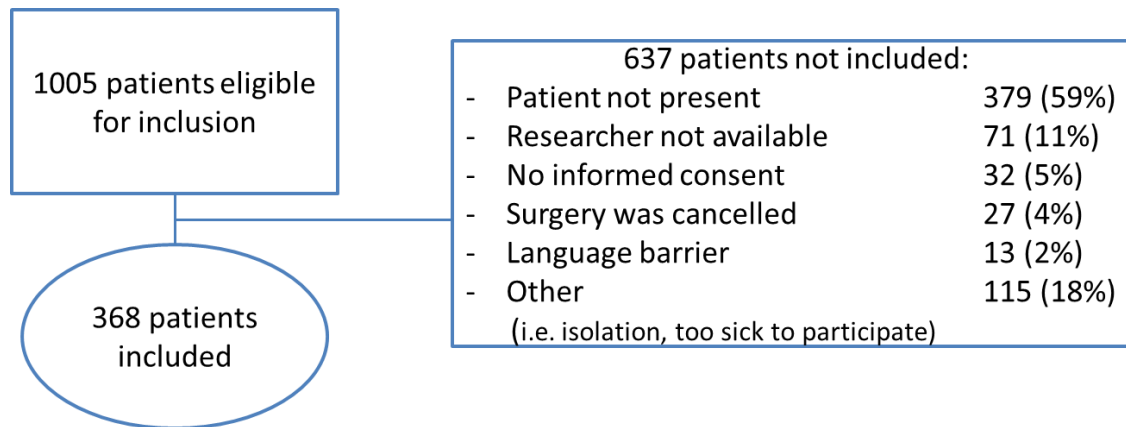 1005 patients eligible
for inclusion
637 patients not included:
- Patient not present 379 (59%)
- Researcher not available 71 (11%)
- No informed consent 32 (5%)
- Surgery was cancelled 27 (4%)
- Language barrier 13 (2%)
- Other 115 (18%)
(i.e. isolation, too sick to participate)
368 patients
included